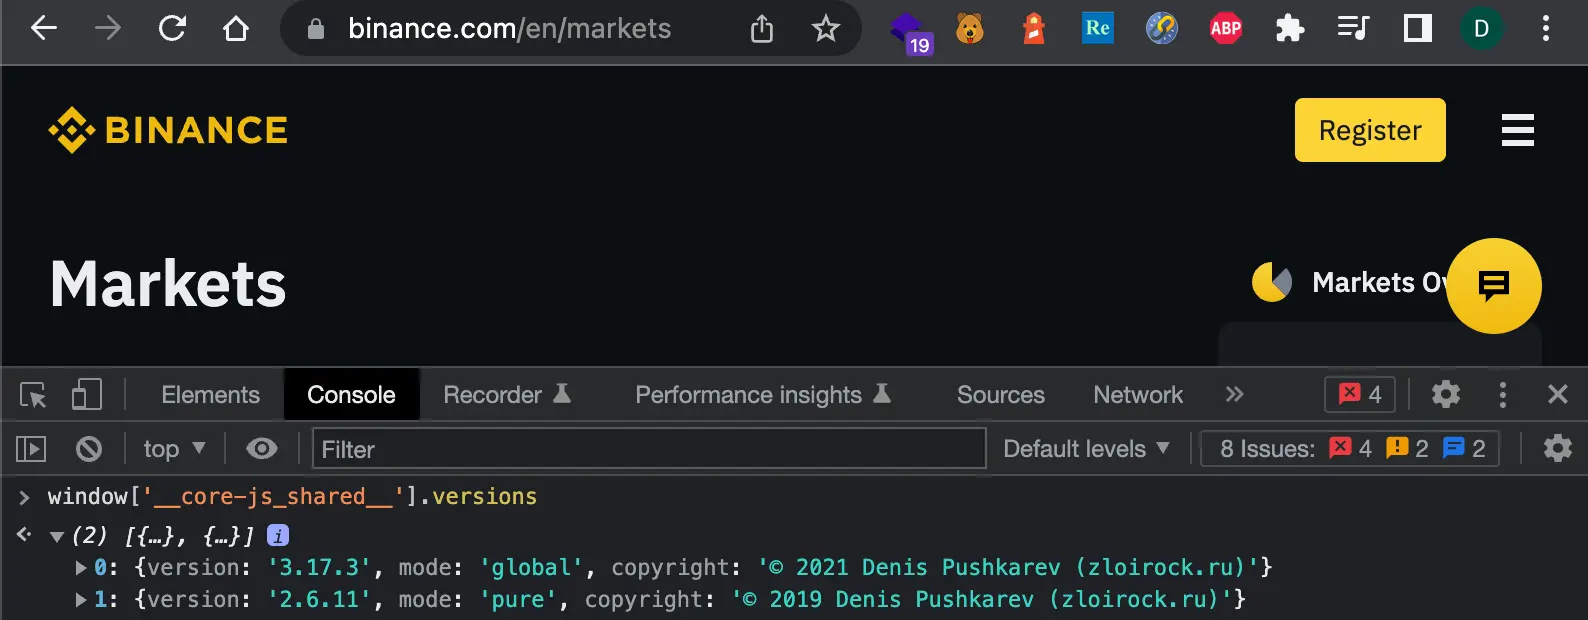 binance.com/en/markets
19
Re
ABP
D
BINANCE
Register
Markets
Markets Ov
Elements Console Recorder Performance insights Sources Network » 4
top Filter Default levels 8 Issues: 4 2 2
> window['__core-js_shared__'].versions
(2) [{…}, {…}] i
0: {version: '3.17.3', mode: 'global', copyright: '© 2021 Denis Pushkarev (zloirock.ru)'}
1: {version: '2.6.11', mode: 'pure', copyright: '© 2019 Denis Pushkarev (zloirock.ru)'}